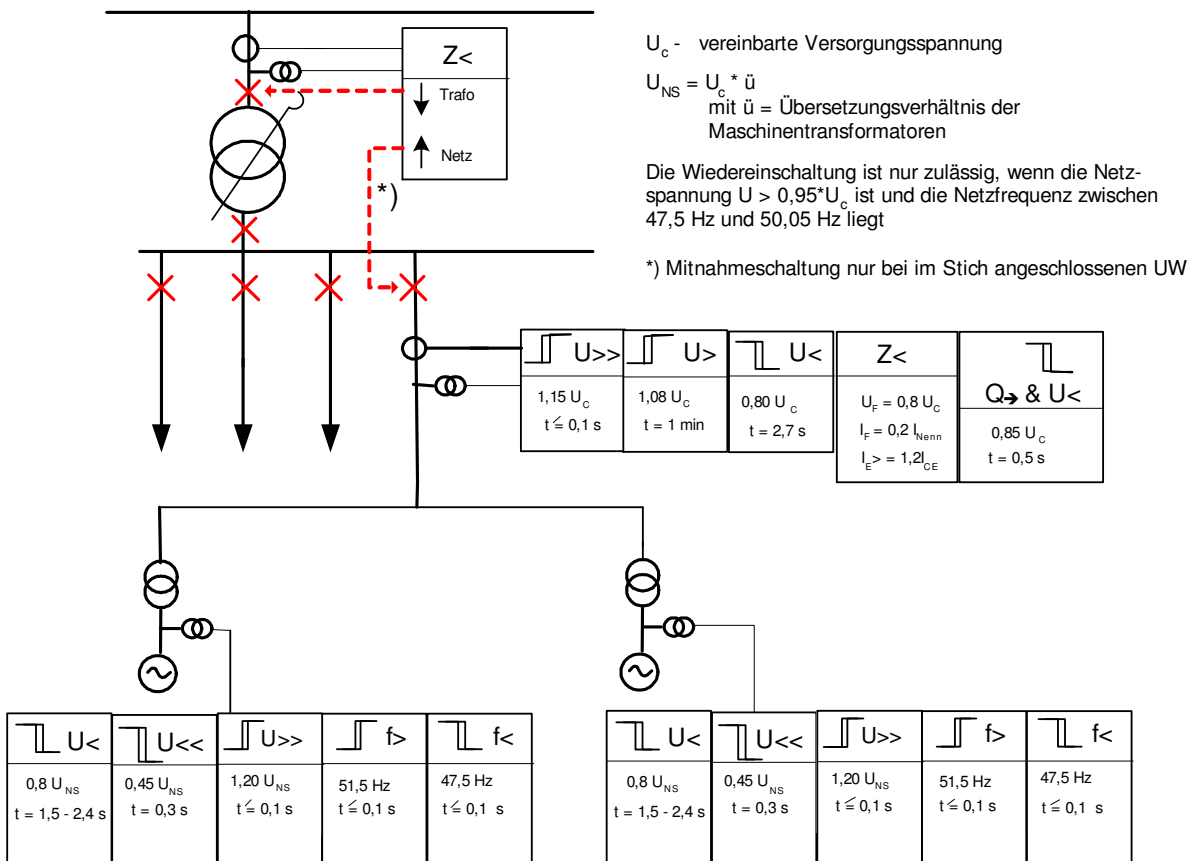 Z<
Trafo
Netz
*)
U_c - vereinbarte Versorgungsspannung
U_NS = U_c * ü
mit ü = Übersetzungsverhältnis der
Maschinentransformatoren
Die Wiedereinschaltung ist nur zulässig, wenn die Netz-
spannung U > 0,95*U_c ist und die Netzfrequenz zwischen
47,5 Hz und 50,05 Hz liegt
*) Mitnahmeschaltung nur bei im Stich angeschlossenen UW
U>>
1,15 U_C
t ≦ 0,1 s
U>
1,08 U_C
t = 1 min
U<
0,80 U_C
t = 2,7 s
Z<
U_F = 0,8 U_C
I_F = 0,2 I_Nenn
I_E> = 1,2I_CE
Q→ & U<
0,85 U_C
t = 0,5 s
U<
0,8 U_NS
t = 1,5 - 2,4 s
U<<
0,45 U_NS
t = 0,3 s
U>>
1,20 U_NS
t ≦ 0,1 s
f>
51,5 Hz
t ≦ 0,1 s
f<
47,5 Hz
t ≦ 0,1 s
U<
0,8 U_NS
t = 1,5 - 2,4 s
U<<
0,45 U_NS
t = 0,3 s
U>>
1,20 U_NS
t ≦ 0,1 s
f>
51,5 Hz
t ≦ 0,1 s
f<
47,5 Hz
t ≦ 0,1 s